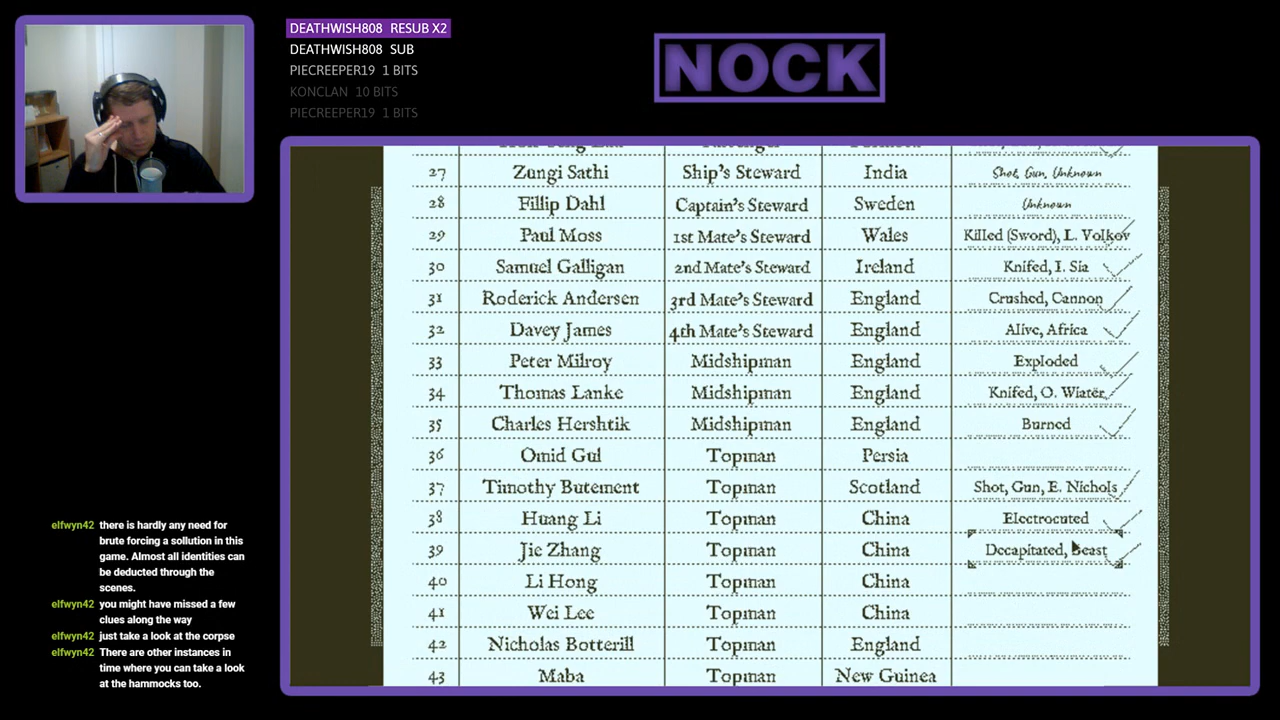 DEATHWISH808 RESUB X2
DEATHWISH808 SUB
PIECREEPER19 1 BITS
KONCLAN 10 BITS
PIECREEPER19 1 BITS
NOCK
27 Zungi Sathi Ship's Steward India Shot, Gun, Unknown
28 Fillip Dahl Captain's Steward Sweden Unknown
29 Paul Moss 1st Mate's Steward Wales Killed (Sword), L. Volkov
30 Samuel Galligan 2nd Mate's Steward Ireland Knifed, I. Sia
31 Roderick Andersen 3rd Mate's Steward England Crushed, Cannon
32 Davey James 4th Mate's Steward England Alive, Africa
33 Peter Milroy Midshipman England Exploded
34 Thomas Lanke Midshipman England Knifed, O. Wiater
35 Charles Hershtik Midshipman England Burned
36 Omid Gul Topman Persia
37 Timothy Butement Topman Scotland Shot, Gun, E. Nichols
38 Huang Li Topman China Electrocuted
39 Jie Zhang Topman China Decapitated, Beast
40 Li Hong Topman China
41 Wei Lee Topman China
42 Nicholas Botterill Topman England
43 Maba Topman New Guinea
elfwyn42 there is hardly any need for
brute forcing a sollution in this
game. Almost all identities can
be deducted through the
scenes.
elfwyn42 you might have missed a few
clues along the way
elfwyn42 just take a look at the corpse
elfwyn42 There are other instances in
time where you can take a look
at the hammocks too.